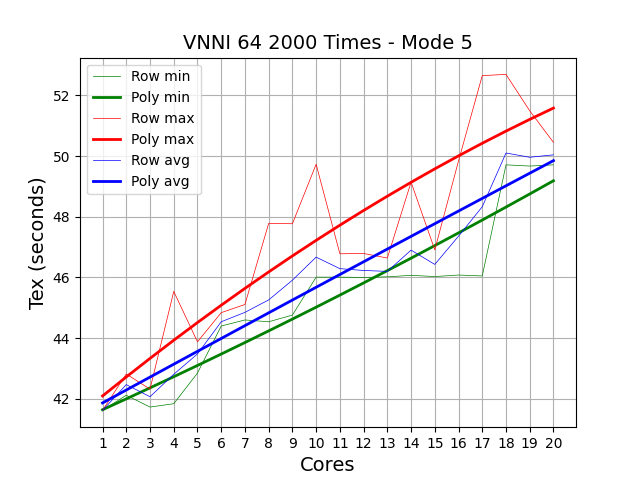 VNNI 64 2000 Times - Mode 5
Row min
Poly min
Row max
Poly max
Row avg
Poly avg
52
50
48
46
44
42
Tex (seconds)
1 2 3 4 5 6 7 8 9 10 11 12 13 14 15 16 17 18 19 20
Cores